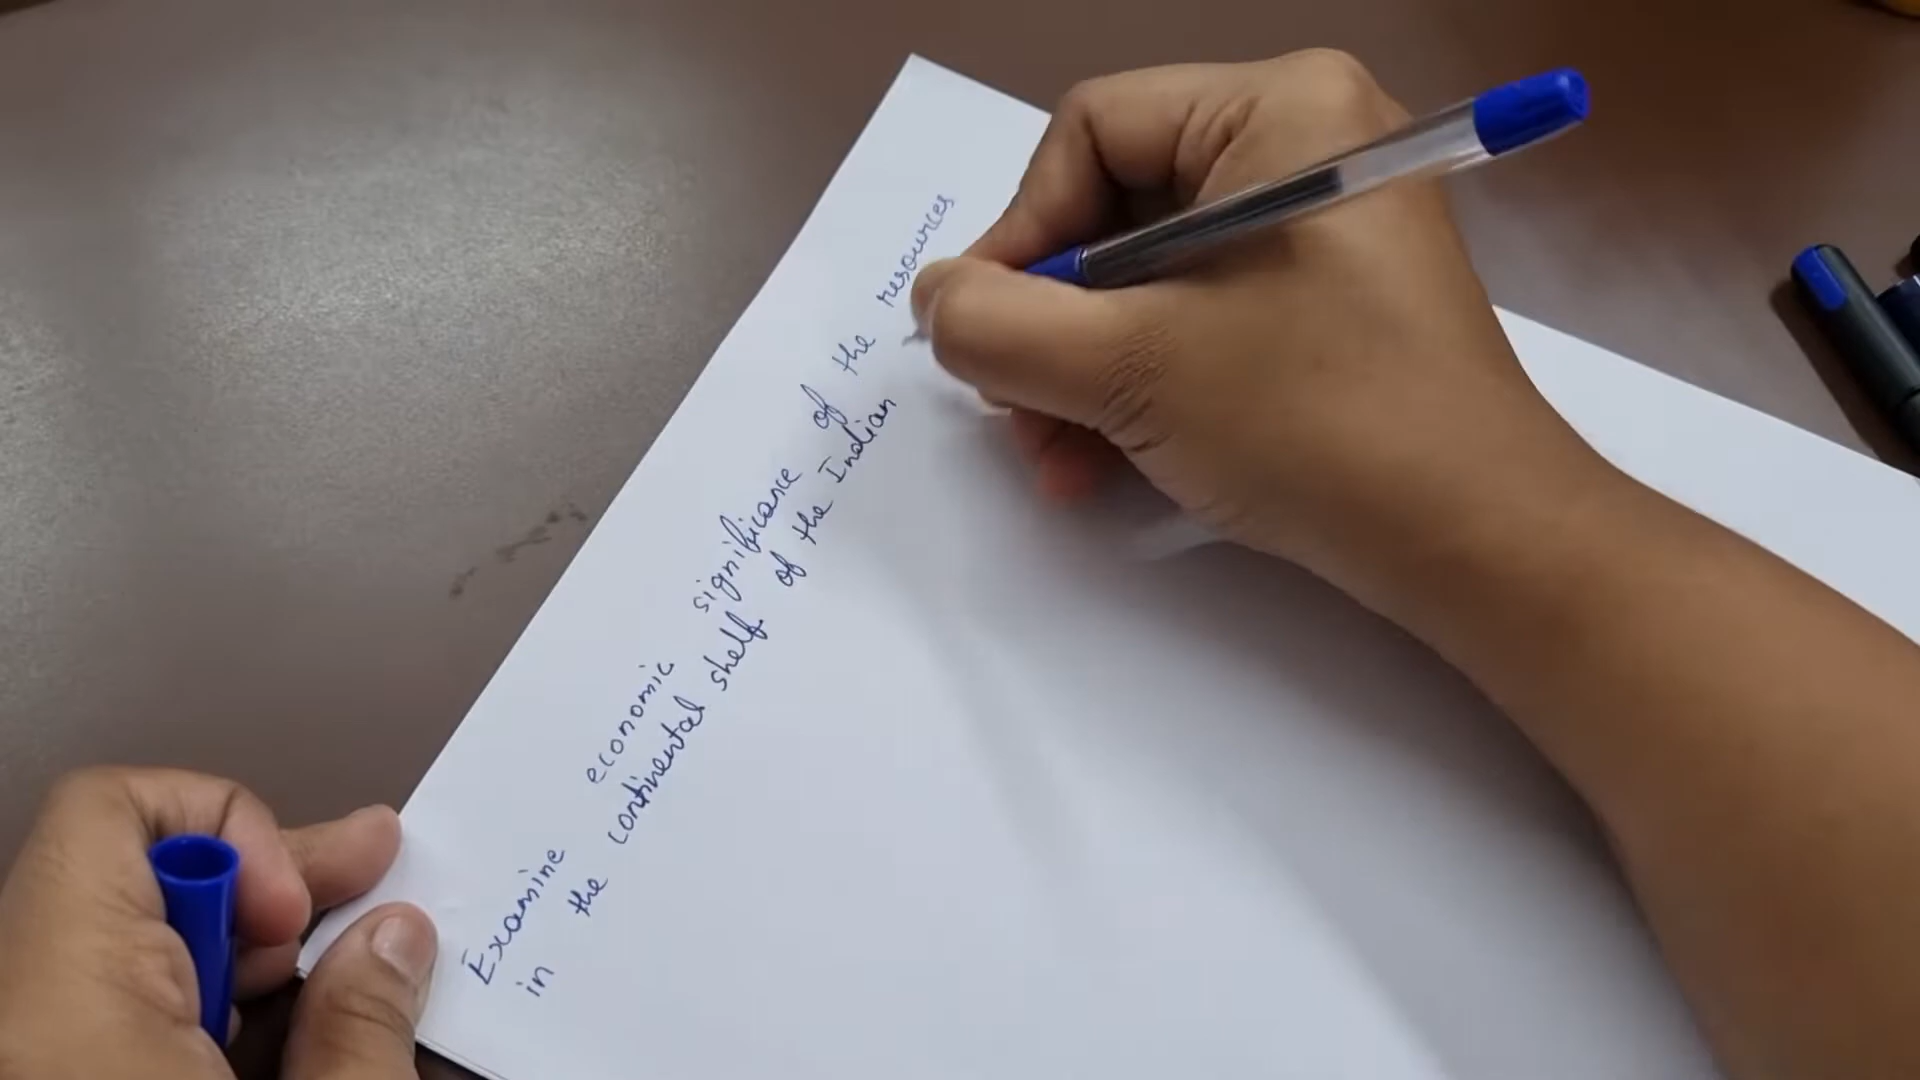 Examine economic significance of the resources
in the continental shelf of the Indian